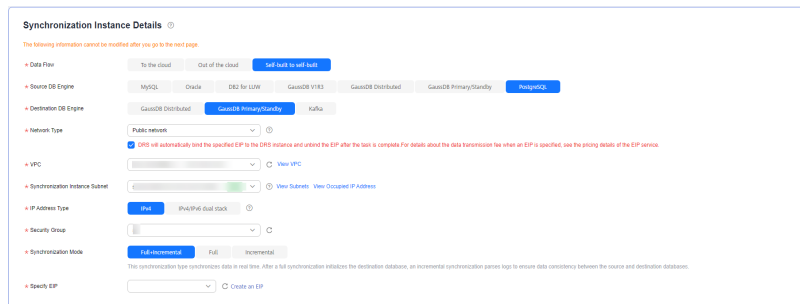 Synchronization Instance Details
The following information cannot be modified after you go to the next page.
* Data Flow To the cloud Out of the cloud Self-built to self-built
* Source DB Engine MySQL Oracle DB2 for LUW GaussDB V1R3 GaussDB Distributed GaussDB Primary/Standby PostgreSQL
* Destination DB Engine GaussDB Distributed GaussDB Primary/Standby Kafka
* Network Type Public network
DRS will automatically bind the specified EIP to the DRS instance and unbind the EIP after the task is complete.For details about the data transmission fee when an EIP is specified, see the pricing details of the EIP service.
* VPC View VPC
* Synchronization Instance Subnet View Subnets View Occupied IP Address
* IP Address Type IPv4 IPv4/IPv6 dual stack
* Security Group
* Synchronization Mode Full+Incremental Full Incremental
This synchronization type synchronizes data in real time. After a full synchronization initializes the destination database, an incremental synchronization parses logs to ensure data consistency between the source and destination databases.
* Specify EIP Create an EIP